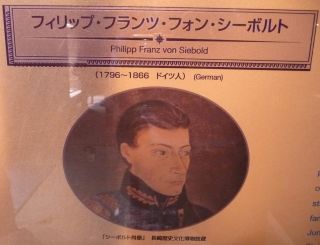 フィリップ・フランツ・フォン・シーボルト
Philipp Franz von Siebold
(1796～1866 ドイツ人) (German)
「シーボルト肖像」 長崎歴史文化博物館蔵